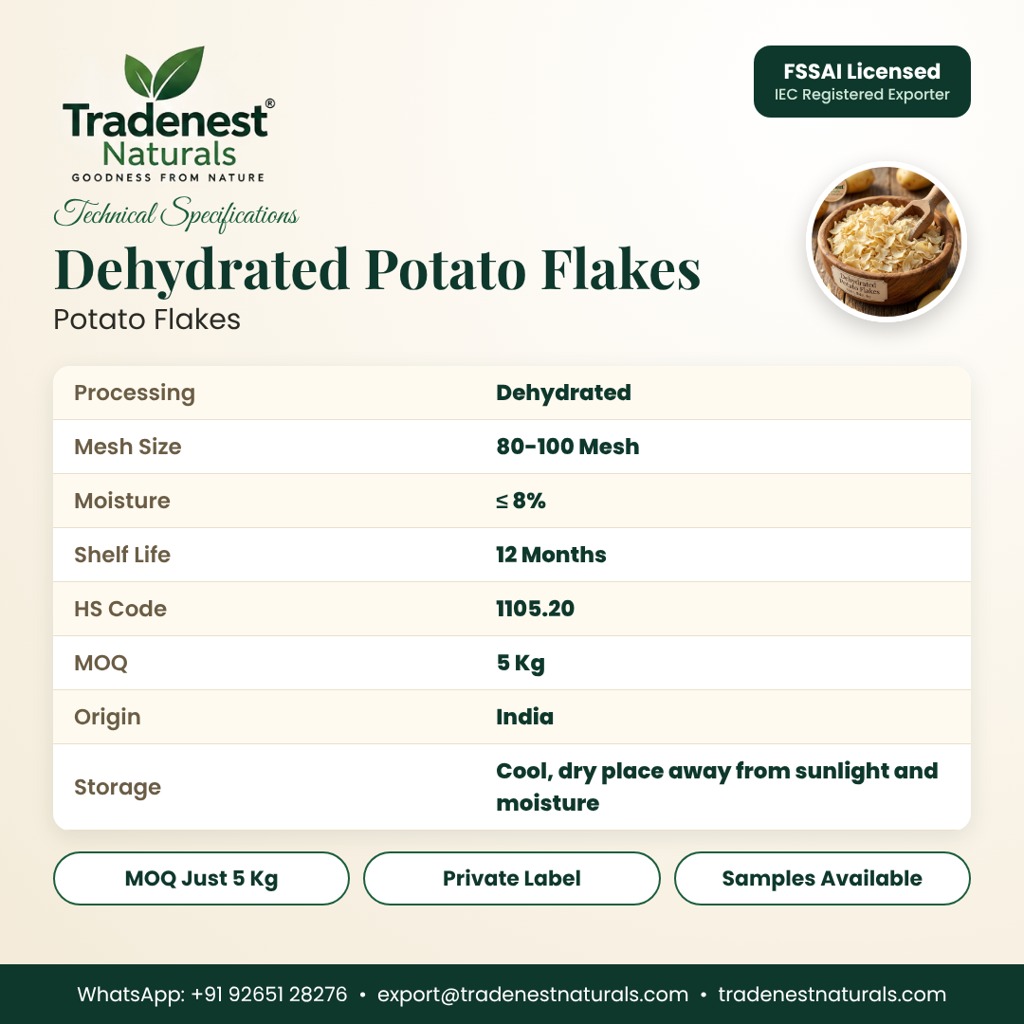 Tradenest®
Naturals
GOODNESS FROM NATURE
FSSAI Licensed
IEC Registered Exporter
Technical Specifications
Dehydrated Potato Flakes
Potato Flakes
Dehydrated
Potato Flakes
Processing Dehydrated
Mesh Size 80-100 Mesh
Moisture ≤ 8%
Shelf Life 12 Months
HS Code 1105.20
MOQ 5 Kg
Origin India
Storage Cool, dry place away from sunlight and
moisture
MOQ Just 5 Kg Private Label Samples Available
WhatsApp: +91 92651 28276 • export@tradenestnaturals.com • tradenestnaturals.com